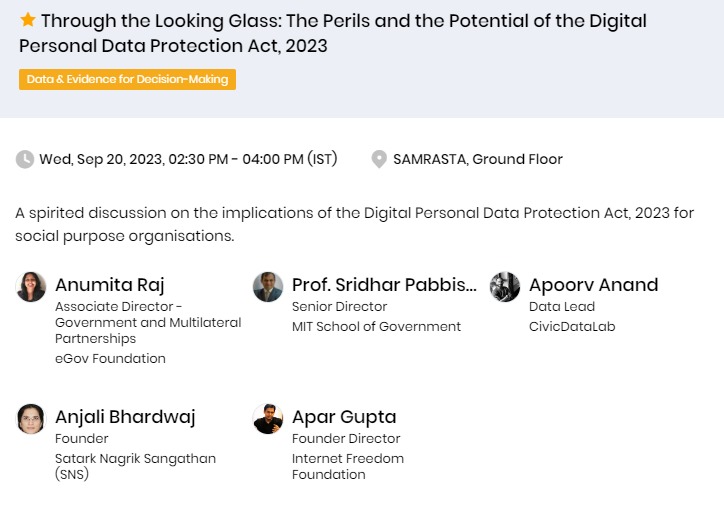 Through the Looking Glass: The Perils and the Potential of the Digital
Personal Data Protection Act, 2023
Data & Evidence for Decision-Making
Wed, Sep 20, 2023, 02:30 PM - 04:00 PM (IST)
SAMRASTA, Ground Floor
A spirited discussion on the implications of the Digital Personal Data Protection Act, 2023 for
social purpose organisations.
Anumita Raj
Associate Director -
Government and Multilateral
Partnerships
eGov Foundation
Prof. Sridhar Pabbis...
Senior Director
MIT School of Government
Apoorv Anand
Data Lead
CivicDataLab
Anjali Bhardwaj
Founder
Satark Nagrik Sangathan
(SNS)
Apar Gupta
Founder Director
Internet Freedom
Foundation